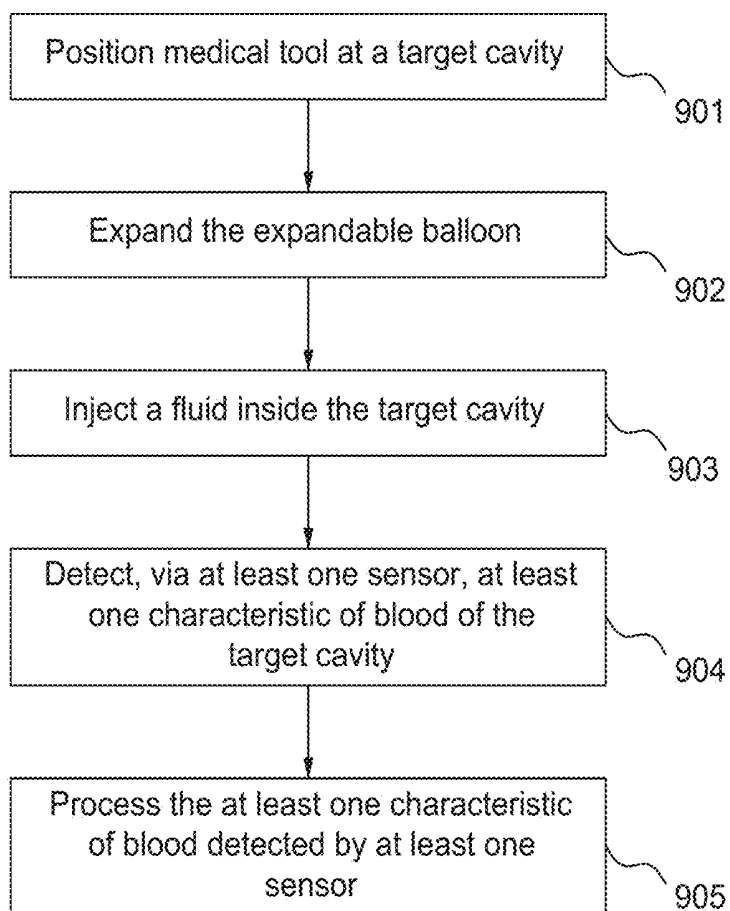 Position medical tool at a target cavity
901
Expand the expandable balloon
902
Inject a fluid inside the target cavity
903
Detect, via at least one sensor, at least
one characteristic of blood of the
target cavity
904
Process the at least one characteristic
of blood detected by at least one
sensor
905